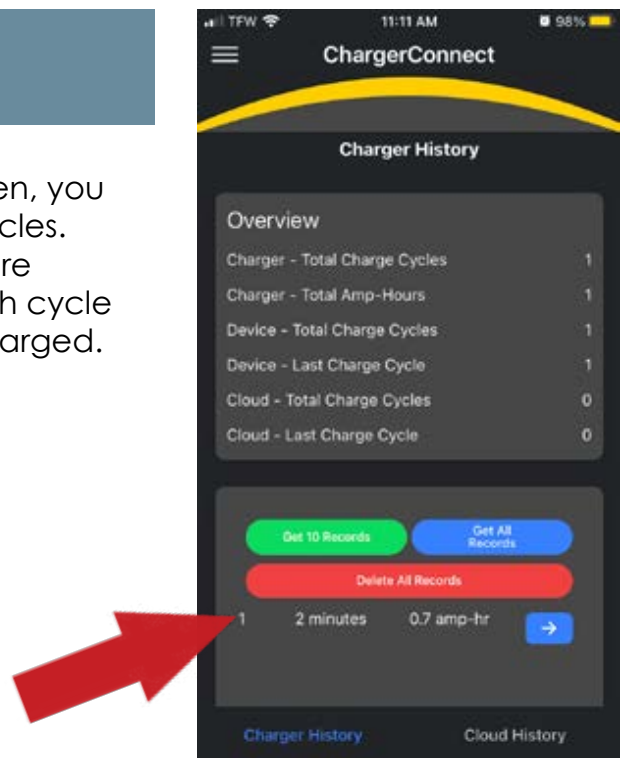 en, you
cles.
re
h cycle
arged.
TFW 11:11 AM 98%
ChargerConnect
Charger History
Overview
Charger - Total Charge Cycles 1
Charger - Total Amp-Hours 1
Device - Total Charge Cycles 1
Device - Last Charge Cycle 1
Cloud - Total Charge Cycles 0
Cloud - Last Charge Cycle 0
Get 10 Records
Get All
Records
Delete All Records
1 2 minutes 0.7 amp-hr
Charger History Cloud History